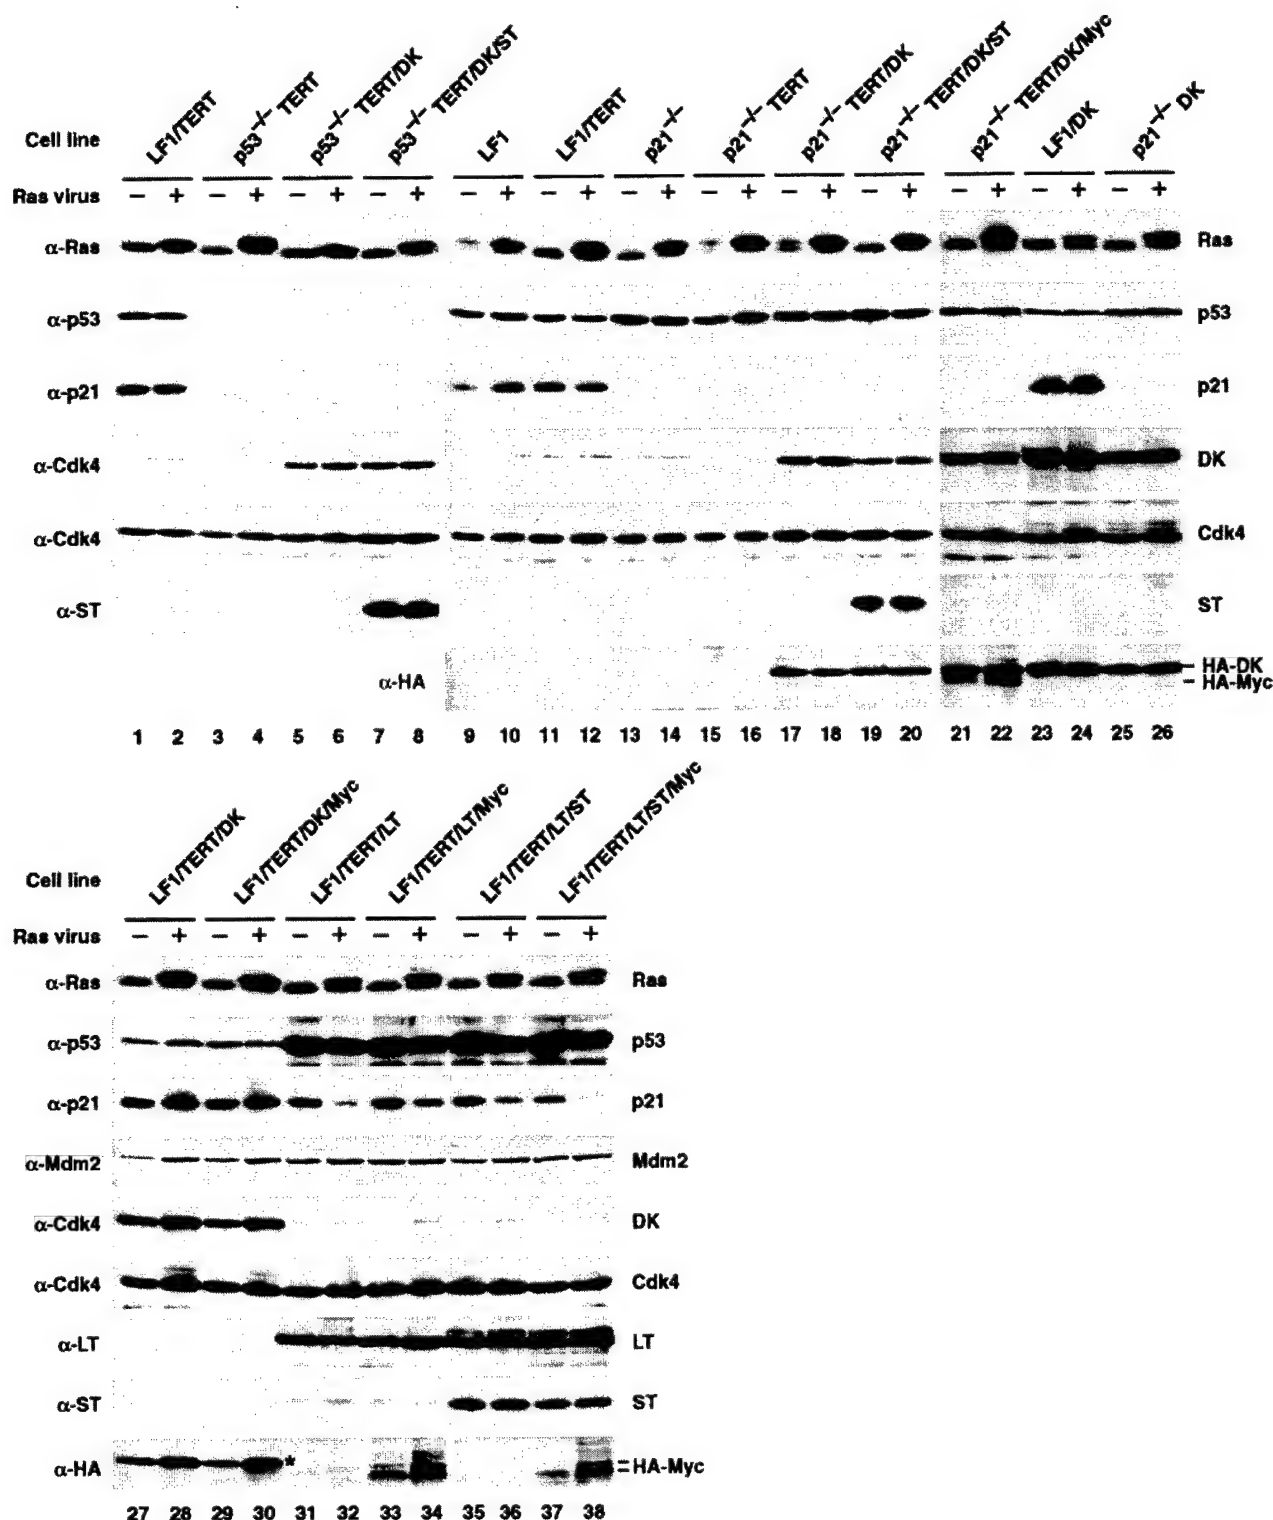 Cell line LF1/TERT p53-/- TERT p53-/- TERT/DK p53-/- TERT/DK/ST LF1 LF1/TERT p21-/- p21-/- TERT p21-/- TERT/DK p21-/- TERT/DK/ST p21-/- TERT/DK/Myc LF1/DK p21-/- DK
Ras virus − + − + − + − + − + − + − + − + − + − + − + − + − +
α-Ras Ras
α-p53 p53
α-p21 p21
α-Cdk4 DK
α-Cdk4 Cdk4
α-ST ST
α-HA HA-DK
HA-Myc
1 2 3 4 5 6 7 8 9 10 11 12 13 14 15 16 17 18 19 20 21 22 23 24 25 26
Cell line LF1/TERT/DK LF1/TERT/DK/Myc LF1/TERT/LT LF1/TERT/LT/Myc LF1/TERT/LT/ST LF1/TERT/LT/ST/Myc
Ras virus − + − + − + − + − + − +
α-Ras Ras
α-p53 p53
α-p21 p21
α-Mdm2 Mdm2
α-Cdk4 DK
α-Cdk4 Cdk4
α-LT LT
α-ST ST
α-HA * HA-Myc
27 28 29 30 31 32 33 34 35 36 37 38